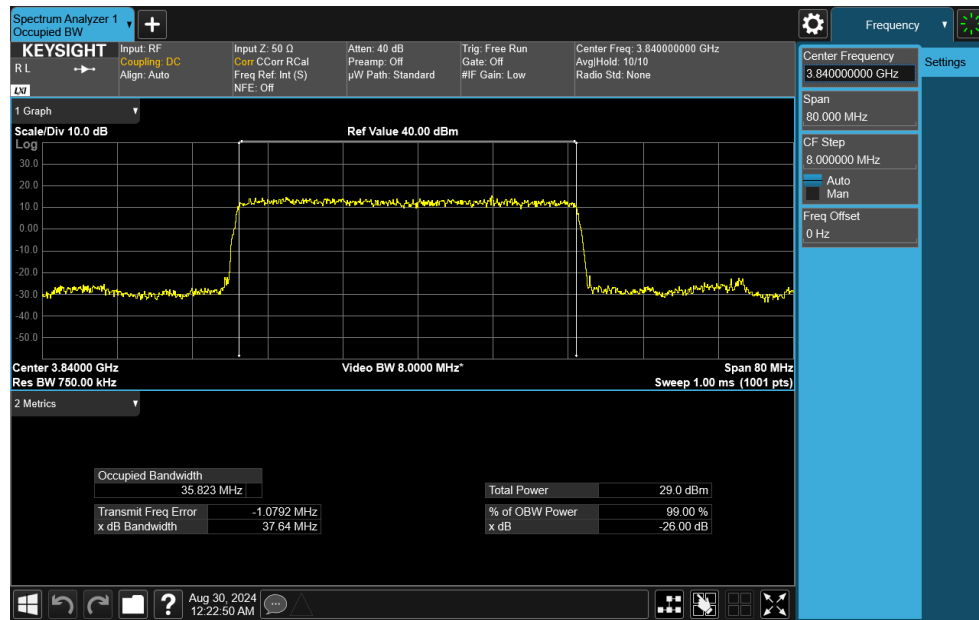 Spectrum Analyzer 1
Occupied BW
Frequency
KEYSIGHT
R L
LXI
Input: RF
Coupling: DC
Align: Auto
Input Z: 50 Ω
Corr CCorr RCal
Freq Ref: Int (S)
NFE: Off
Atten: 40 dB
Preamp: Off
µW Path: Standard
Trig: Free Run
Gate: Off
#IF Gain: Low
Center Freq: 3.840000000 GHz
Avg|Hold: 10/10
Radio Std: None
Center Frequency
3.840000000 GHz
Settings
Span
80.000 MHz
CF Step
8.000000 MHz
Auto
Man
Freq Offset
0 Hz
1 Graph
Scale/Div 10.0 dB
Ref Value 40.00 dBm
Log
30.0
20.0
10.0
0.00
-10.0
-20.0
-30.0
-40.0
-50.0
Center 3.84000 GHz
Video BW 8.0000 MHz*
Span 80 MHz
Res BW 750.00 kHz
Sweep 1.00 ms (1001 pts)
2 Metrics
Occupied Bandwidth
35.823 MHz
Total Power 29.0 dBm
Transmit Freq Error -1.0792 MHz
% of OBW Power 99.00 %
x dB Bandwidth 37.64 MHz
x dB -26.00 dB
Aug 30, 2024
12:22:50 AM